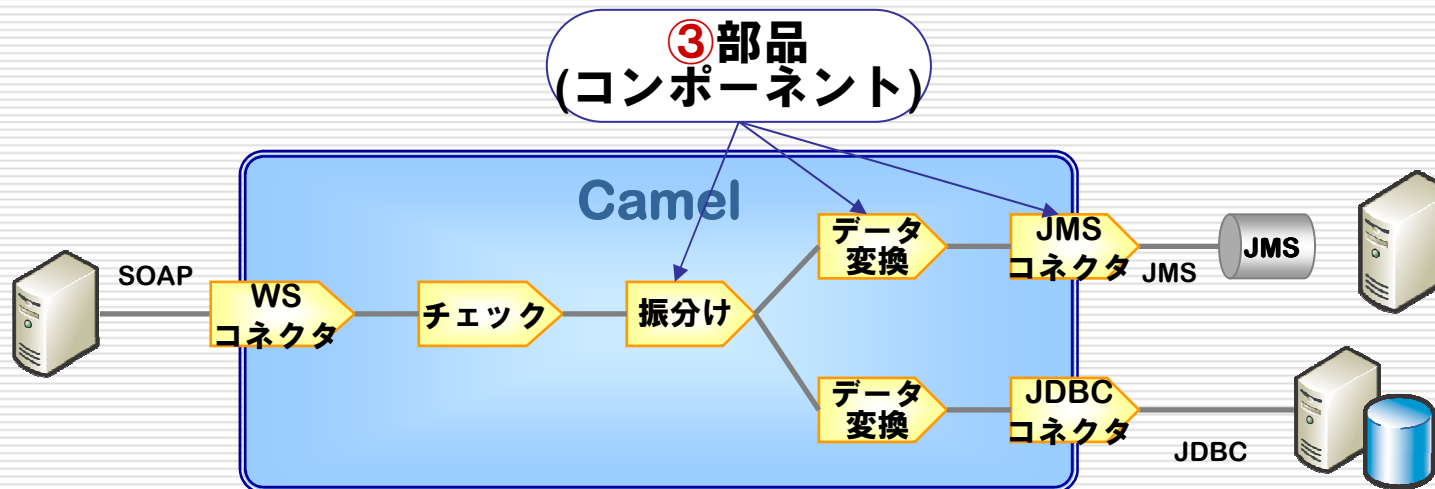 ③部品
(コンポーネント)
Camel
SOAP
WS
コネクタ
チェック
振分け
データ
変換
JMS
コネクタ
JMS
JMS
データ
変換
JDBC
コネクタ
JDBC